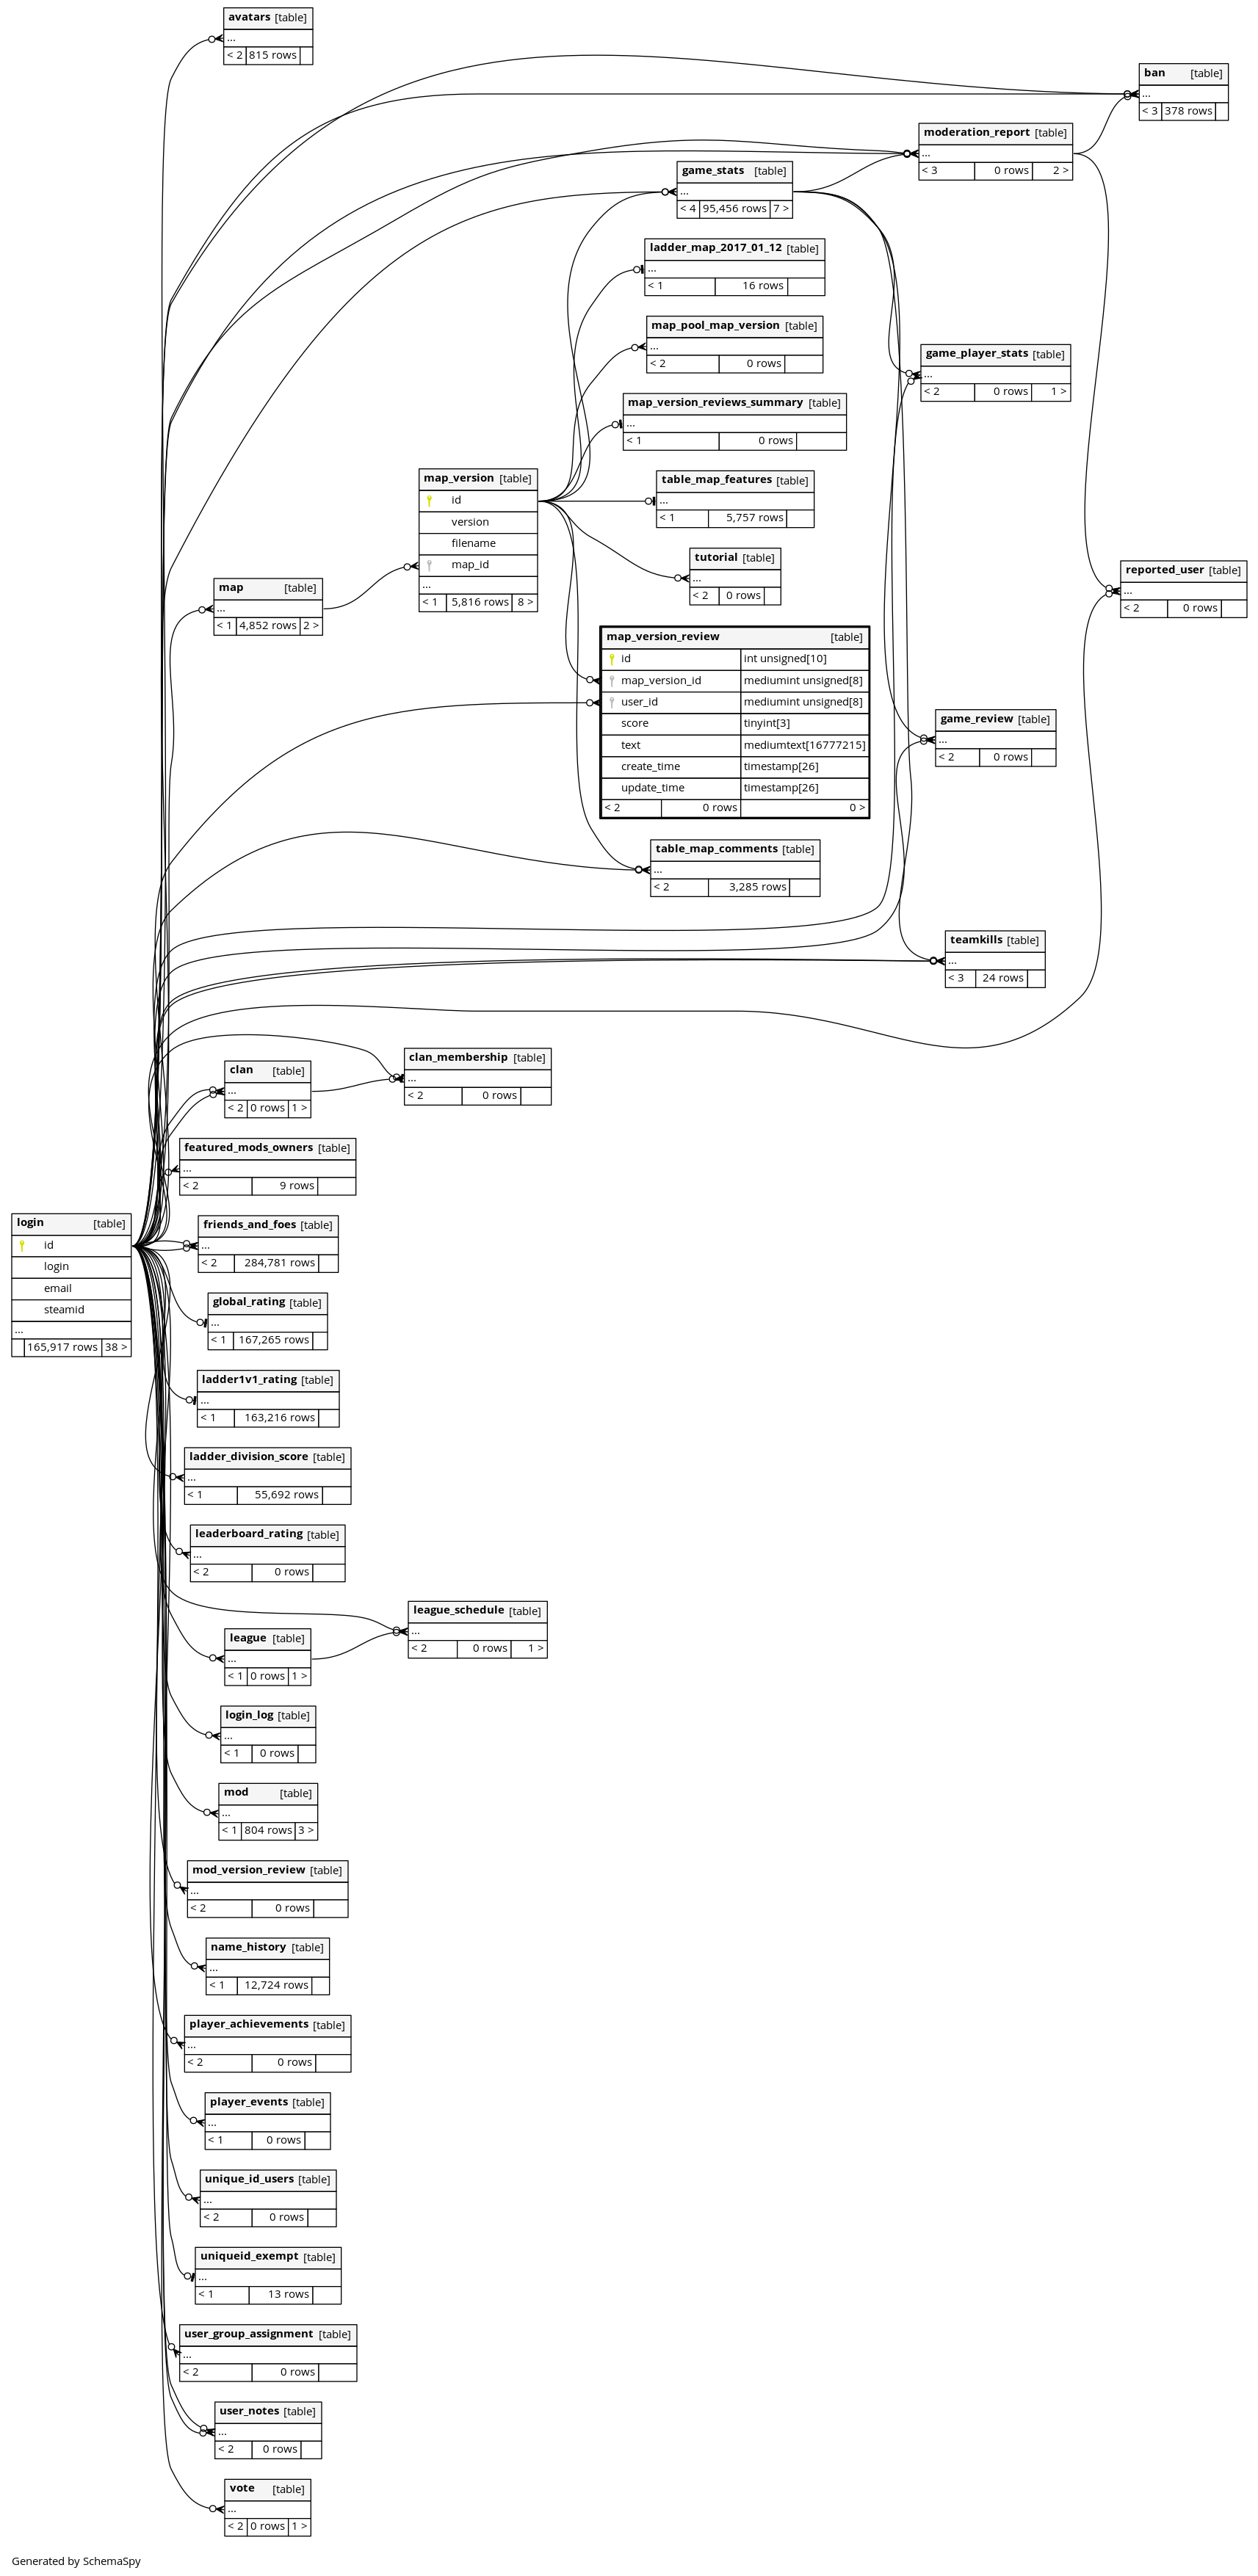 avatars [table]
...
< 2 815 rows
ban [table]
...
< 3 378 rows
moderation_report [table]
...
< 3 0 rows 2 >
game_stats [table]
...
< 4 95,456 rows 7 >
ladder_map_2017_01_12 [table]
...
< 1 16 rows
map_pool_map_version [table]
...
< 2 0 rows
game_player_stats [table]
...
< 2 0 rows 1 >
map_version_reviews_summary [table]
...
< 1 0 rows
map_version [table]
id
version
filename
map_id
...
< 1 5,816 rows 8 >
table_map_features [table]
...
< 1 5,757 rows
tutorial [table]
...
< 2 0 rows
reported_user [table]
...
< 2 0 rows
map [table]
...
< 1 4,852 rows 2 >
map_version_review [table]
id int unsigned[10]
map_version_id mediumint unsigned[8]
user_id mediumint unsigned[8]
score tinyint[3]
text mediumtext[16777215]
create_time timestamp[26]
update_time timestamp[26]
< 2 0 rows 0 >
game_review [table]
...
< 2 0 rows
table_map_comments [table]
...
< 2 3,285 rows
teamkills [table]
...
< 3 24 rows
clan_membership [table]
...
< 2 0 rows
clan [table]
...
< 2 0 rows 1 >
featured_mods_owners [table]
...
< 2 9 rows
login [table]
id
login
email
steamid
...
165,917 rows 38 >
friends_and_foes [table]
...
< 2 284,781 rows
global_rating [table]
...
< 1 167,265 rows
ladder1v1_rating [table]
...
< 1 163,216 rows
ladder_division_score [table]
...
< 1 55,692 rows
leaderboard_rating [table]
...
< 2 0 rows
league_schedule [table]
...
< 2 0 rows 1 >
league [table]
...
< 1 0 rows 1 >
login_log [table]
...
< 1 0 rows
mod [table]
...
< 1 804 rows 3 >
mod_version_review [table]
...
< 2 0 rows
name_history [table]
...
< 1 12,724 rows
player_achievements [table]
...
< 2 0 rows
player_events [table]
...
< 1 0 rows
unique_id_users [table]
...
< 2 0 rows
uniqueid_exempt [table]
...
< 1 13 rows
user_group_assignment [table]
...
< 2 0 rows
user_notes [table]
...
< 2 0 rows
vote [table]
...
< 2 0 rows 1 >
Generated by SchemaSpy